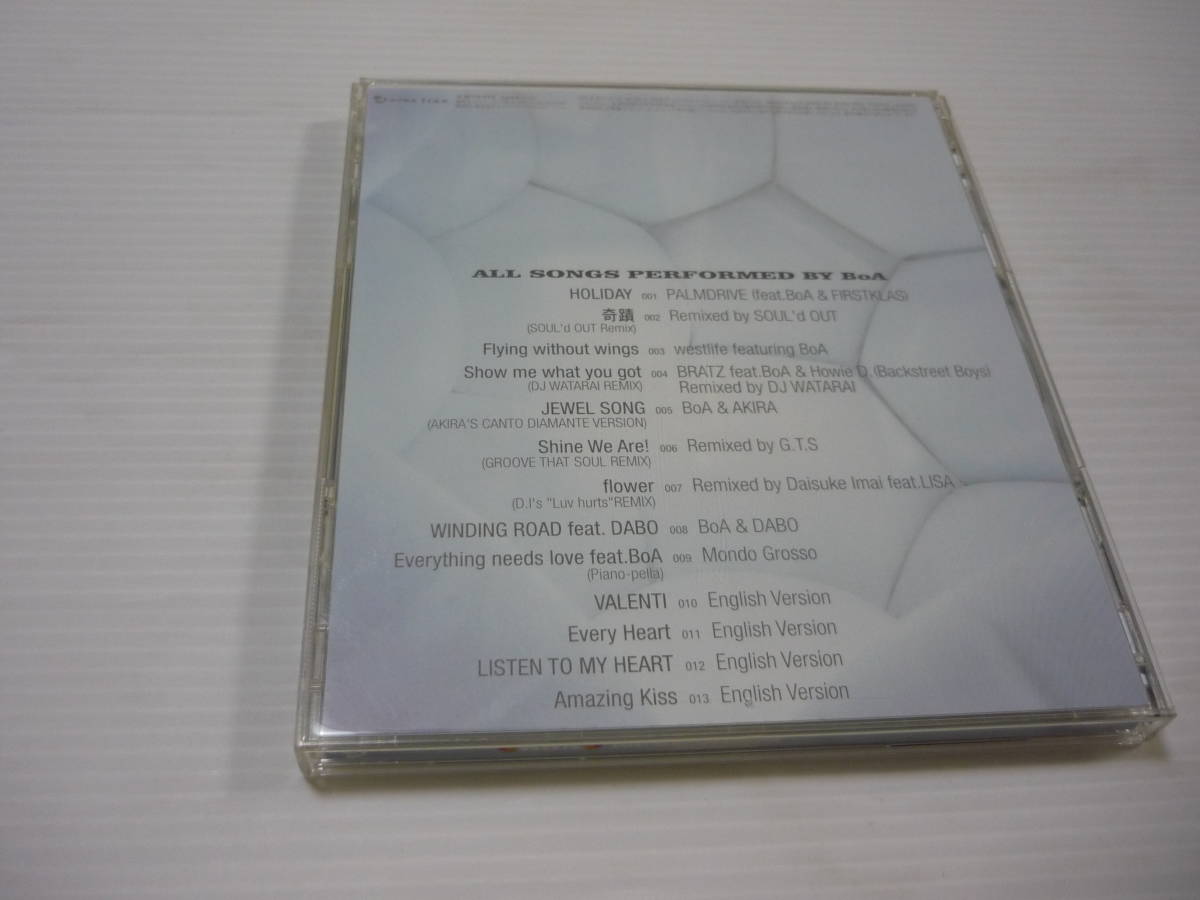 ALL SONGS PERFORMED BY BoA
HOLIDAY 001 PALMDRIVE (feat.BoA & FIRSTKLAS)
奇蹟 002 Remixed by SOUL'd OUT
(SOUL'd OUT Remix)
Flying without wings 003 westlife featuring BoA
Show me what you got 004 BRATZ feat.BoA & Howie D.(Backstreet Boys)
(DJ WATARAI REMIX) Remixed by DJ WATARAI
JEWEL SONG 005 BoA & AKIRA
(AKIRA'S CANTO DIAMANTE VERSION)
Shine We Are! 006 Remixed by G.T.S
(GROOVE THAT SOUL REMIX)
flower 007 Remixed by Daisuke Imai feat.LISA
(D.I's "Luv hurts"REMIX)
WINDING ROAD feat. DABO 008 BoA & DABO
Everything needs love feat.BoA 009 Mondo Grosso
(Piano-pella)
VALENTI 010 English Version
Every Heart 011 English Version
LISTEN TO MY HEART 012 English Version
Amazing Kiss 013 English Version